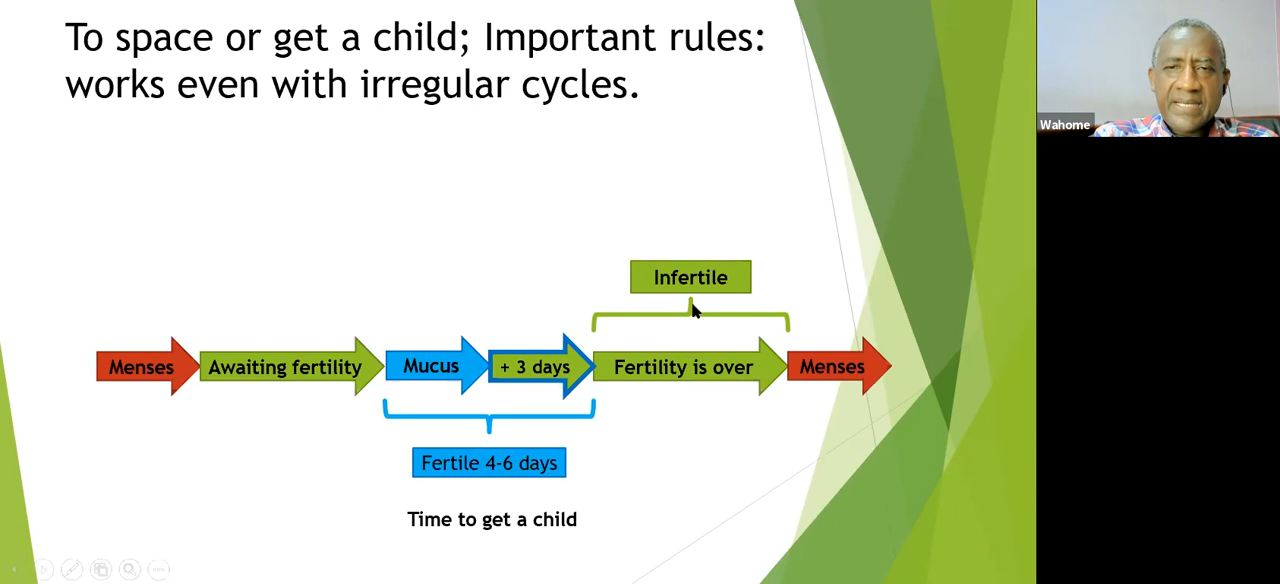 To space or get a child; Important rules:
works even with irregular cycles.
Wahome
Infertile
Menses
Awaiting fertility
Mucus
+ 3 days
Fertility is over
Menses
Fertile 4-6 days
Time to get a child